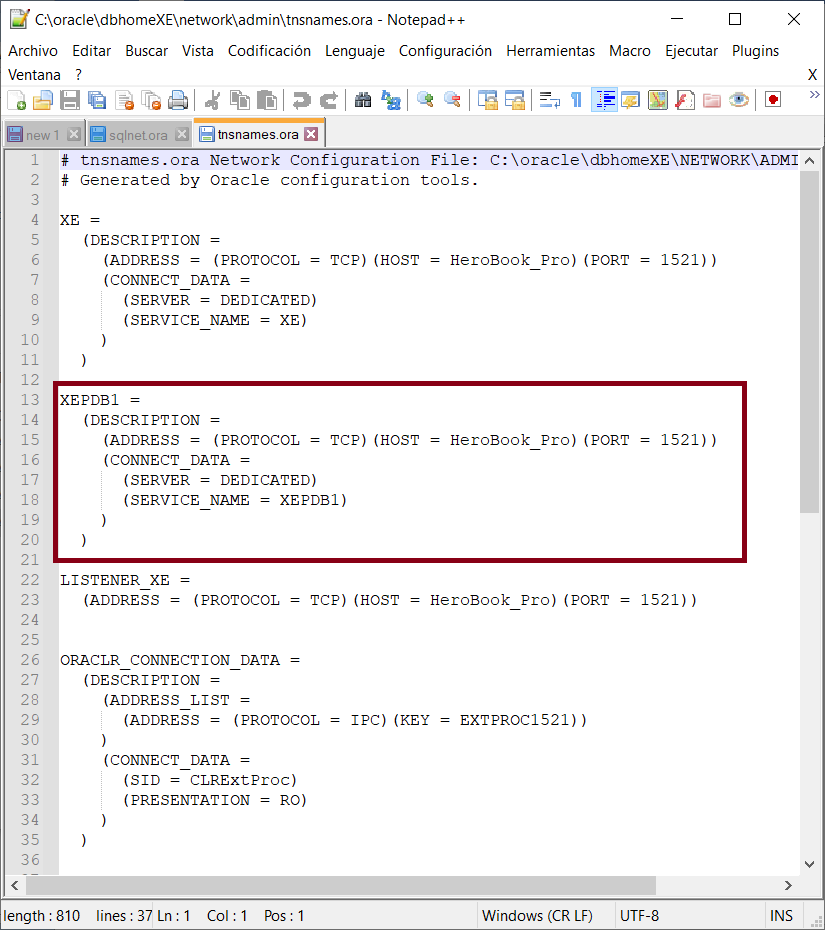 C:\oracle\dbhomeXE\network\admin\tnsnames.ora - Notepad++
Archivo Editar Buscar Vista Codificación Lenguaje Configuración Herramientas Macro Ejecutar Plugins
Ventana ? X
new 1 sqlnet.ora tnsnames.ora
1 # tnsnames.ora Network Configuration File: C:\oracle\dbhomeXE\NETWORK\ADMI
2 # Generated by Oracle configuration tools.
3
4 XE =
5   (DESCRIPTION =
6     (ADDRESS = (PROTOCOL = TCP)(HOST = HeroBook_Pro)(PORT = 1521))
7     (CONNECT_DATA =
8       (SERVER = DEDICATED)
9       (SERVICE_NAME = XE)
10     )
11   )
12
13 XEPDB1 =
14   (DESCRIPTION =
15     (ADDRESS = (PROTOCOL = TCP)(HOST = HeroBook_Pro)(PORT = 1521))
16     (CONNECT_DATA =
17       (SERVER = DEDICATED)
18       (SERVICE_NAME = XEPDB1)
19     )
20   )
21
22 LISTENER_XE =
23   (ADDRESS = (PROTOCOL = TCP)(HOST = HeroBook_Pro)(PORT = 1521))
24
25
26 ORACLR_CONNECTION_DATA =
27   (DESCRIPTION =
28     (ADDRESS_LIST =
29       (ADDRESS = (PROTOCOL = IPC)(KEY = EXTPROC1521))
30     )
31     (CONNECT_DATA =
32       (SID = CLRExtProc)
33       (PRESENTATION = RO)
34     )
35   )
36
length : 810 lines : 37 Ln : 1 Col : 1 Pos : 1 Windows (CR LF) UTF-8 INS